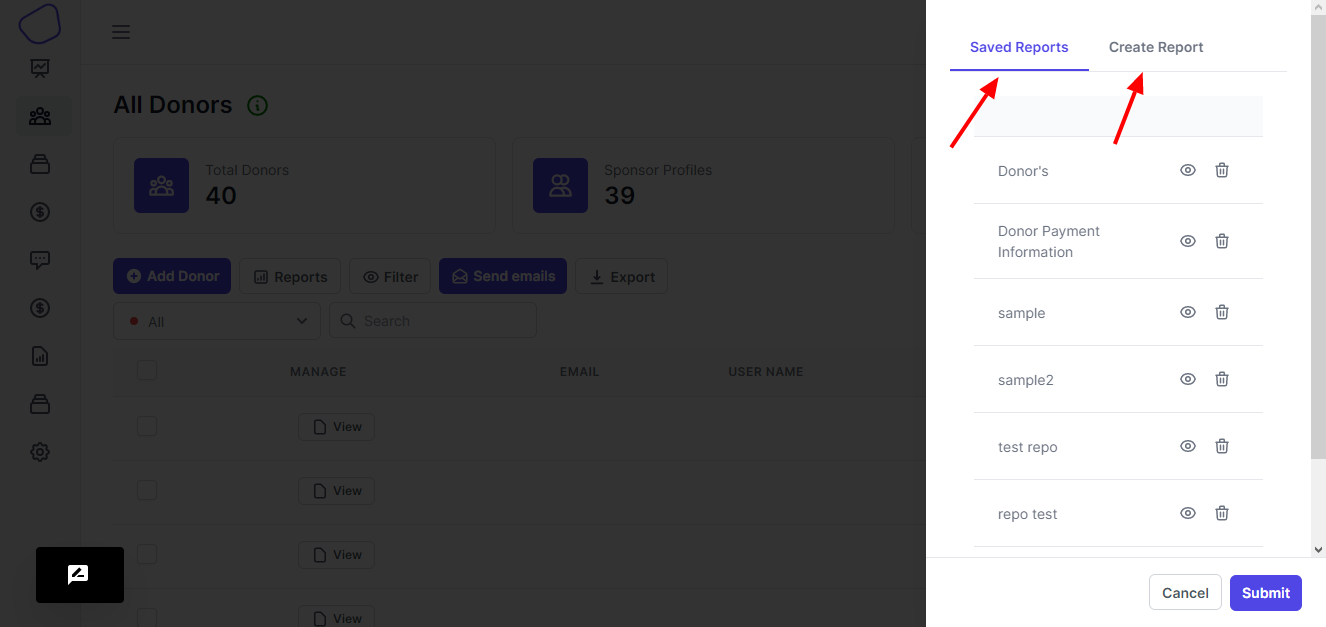 All Donors
Total Donors
40
Sponsor Profiles
39
Add Donor
Reports
Filter
Send emails
Export
All
Search
MANAGE
EMAIL
USER NAME
View
View
View
View
Saved Reports
Create Report
Donor's
Donor Payment
Information
sample
sample2
test repo
repo test
Cancel
Submit